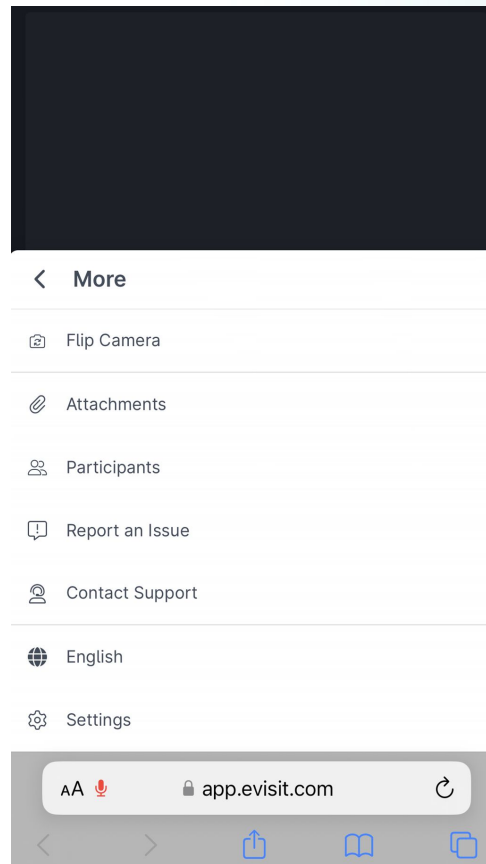 More
Flip Camera
Attachments
Participants
Report an Issue
Contact Support
English
Settings
AA app.evisit.com